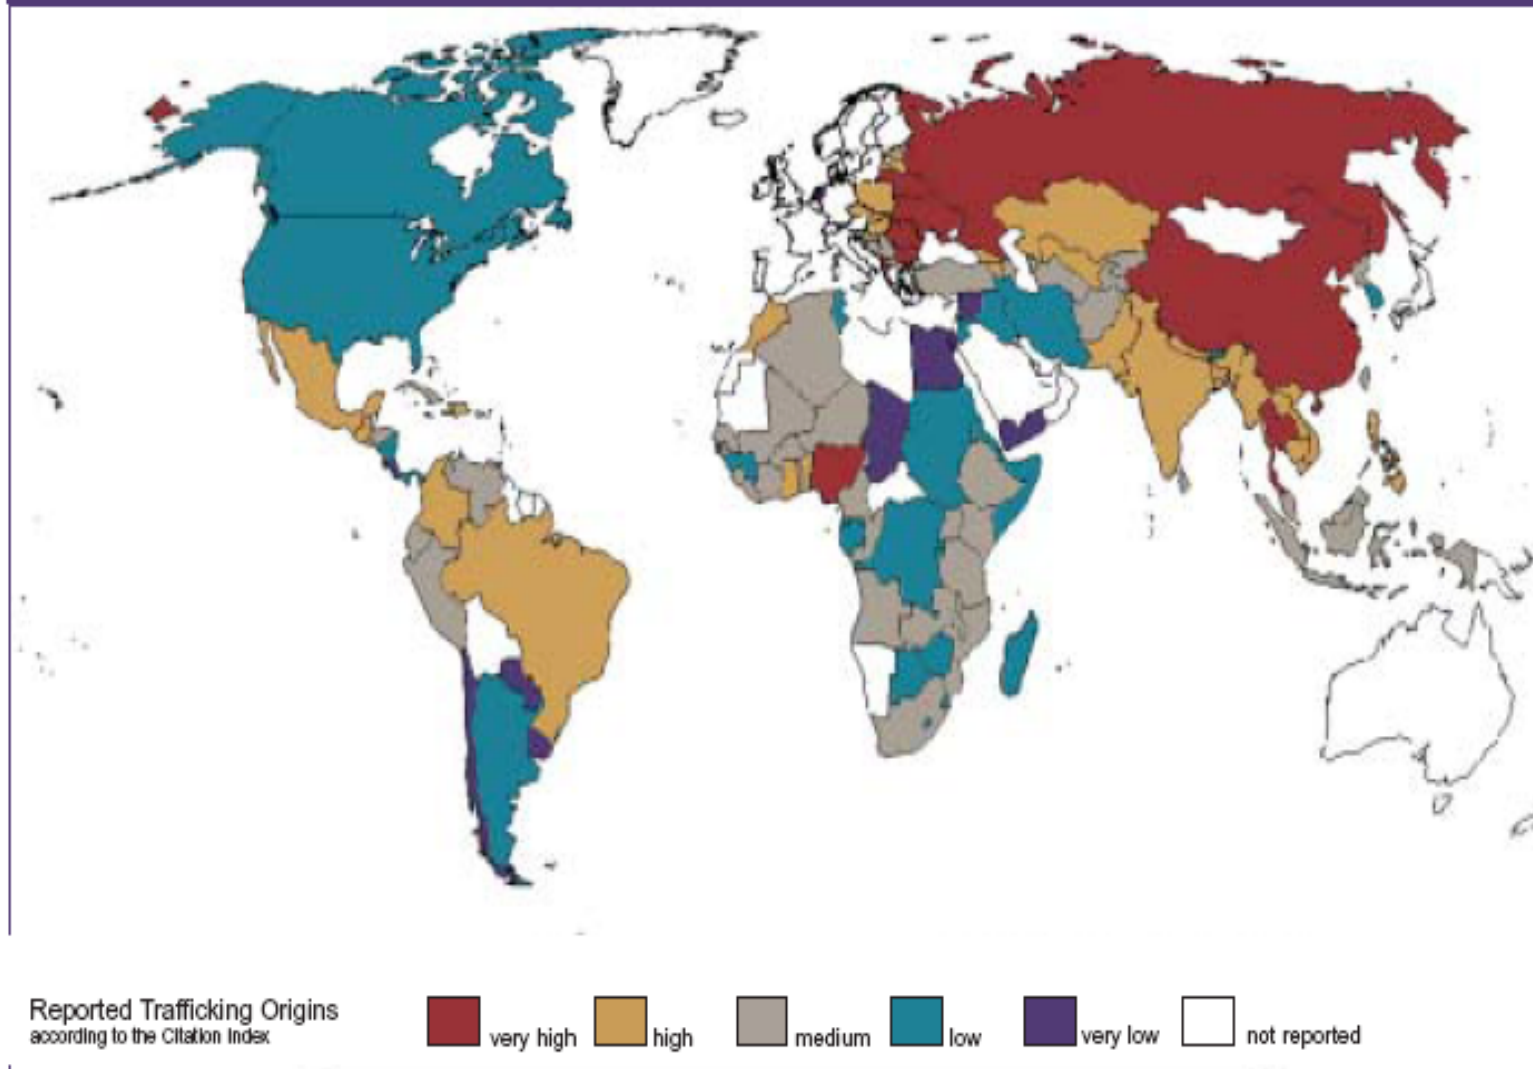 Reported Trafficking Origins
according to the Citation Index
very high
high
medium
low
very low
not reported